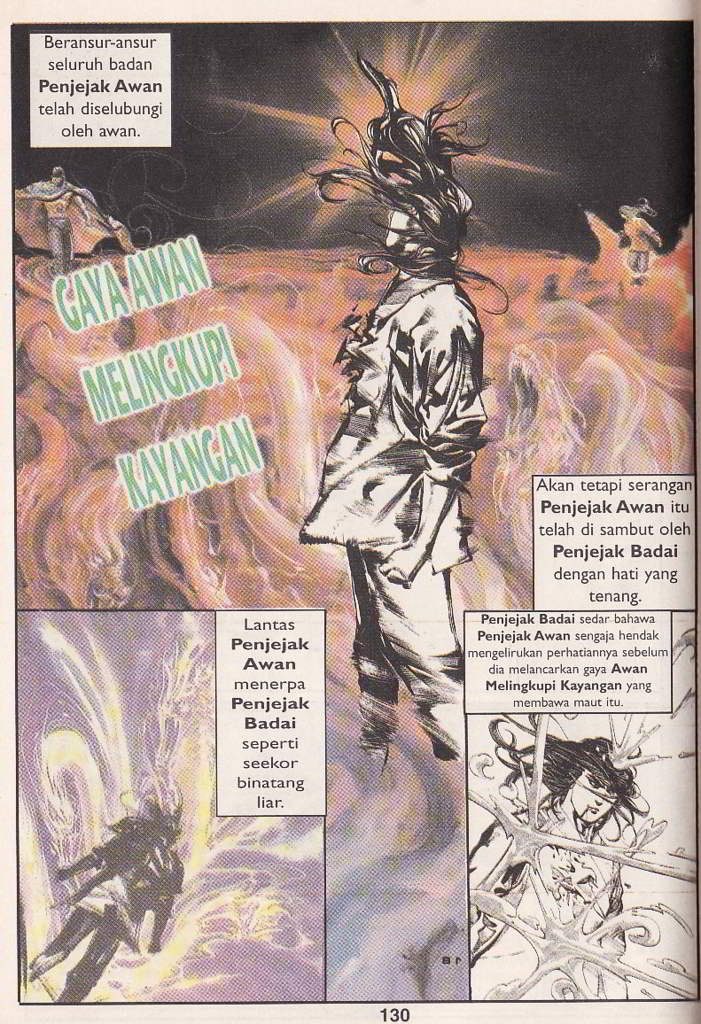 Beransur-ansur
seluruh badan
Penjejak Awan
telah diselubungi
oleh awan.
GAYA AWAN
MELINGKUPI
KAYANGAN
Akan tetapi serangan
Penjejak Awan itu
telah di sambut oleh
Penjejak Badai
dengan hati yang
tenang.
Lantas
Penjejak
Awan
menerpa
Penjejak
Badai
seperti
seekor
binatang
liar.
Penjejak Badai sedar bahawa
Penjejak Awan sengaja hendak
mengelirukan perhatiannya sebelum
dia melancarkan gaya Awan
Melingkupi Kayangan yang
membawa maut itu.
130